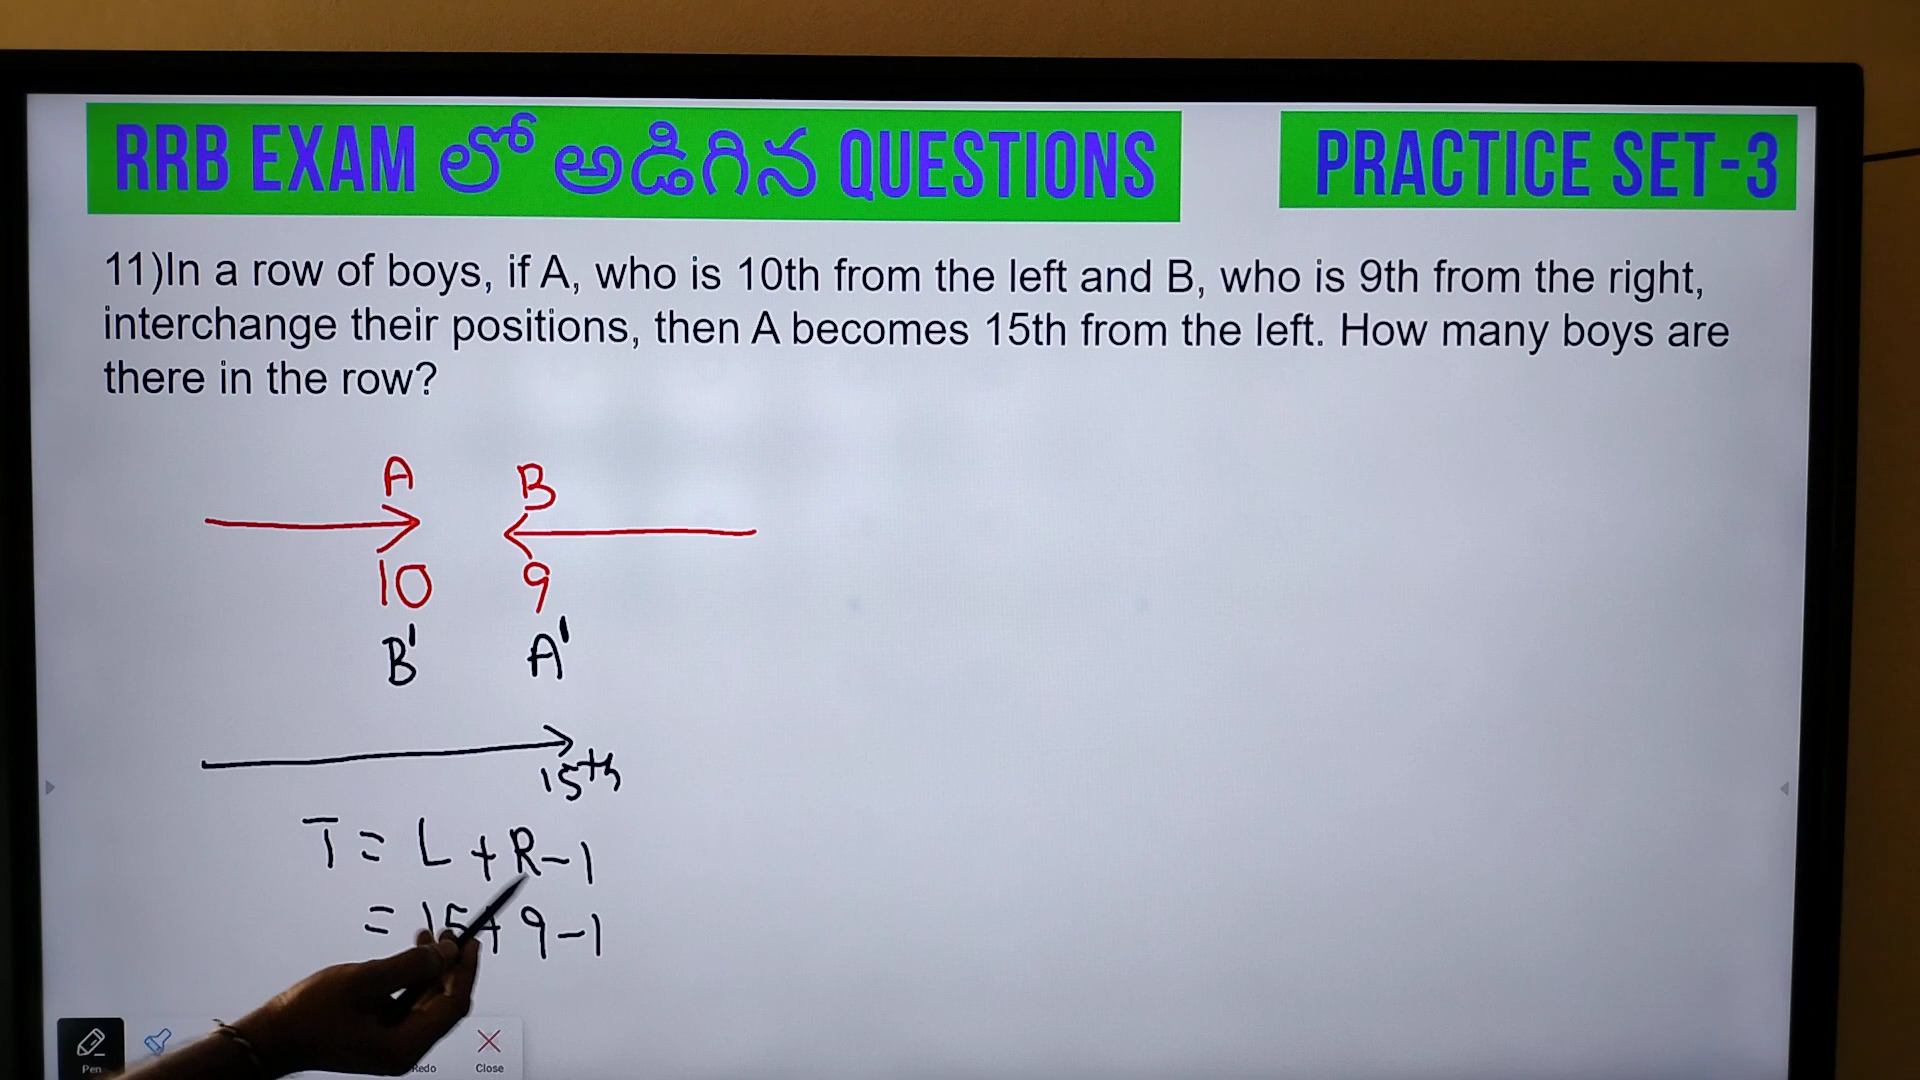 RRB EXAM లో అడిగిన QUESTIONS
PRACTICE SET-3
11)In a row of boys, if A, who is 10th from the left and B, who is 9th from the right,
interchange their positions, then A becomes 15th from the left. How many boys are
there in the row?
A B
10 9
B' A'
15th
T = L + R - 1
= 15 + 9 - 1
Pen Redo Close